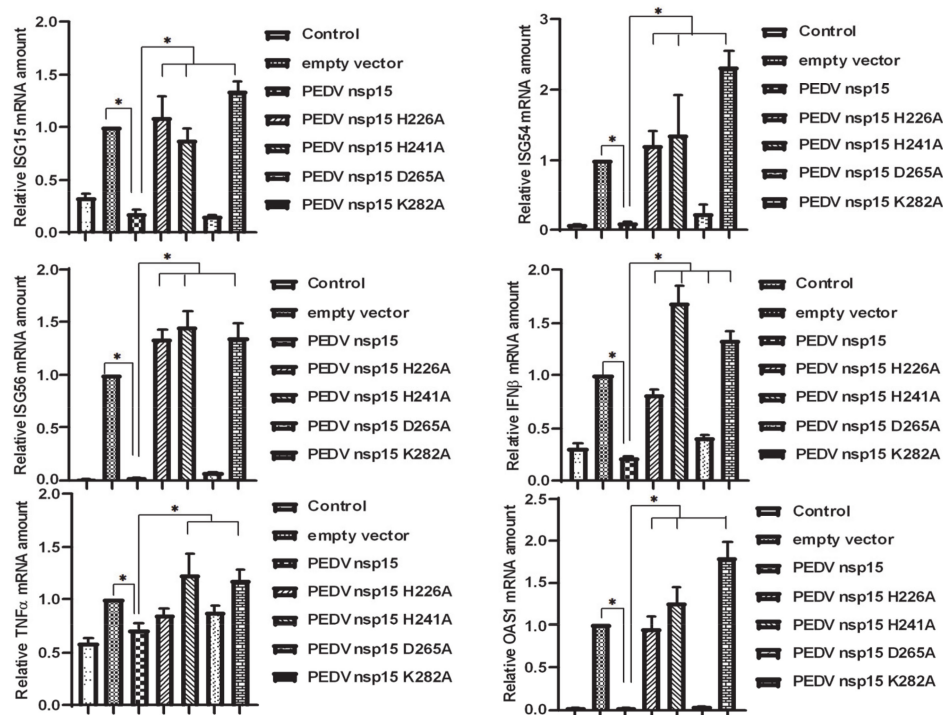 Relative ISG15 mRNA amount
2.0
1.5
1.0
0.5
0.0
*
*
Control
empty vector
PEDV nsp15
PEDV nsp15 H226A
PEDV nsp15 H241A
PEDV nsp15 D265A
PEDV nsp15 K282A
Relative ISG54 mRNA amount
3
2
1
0
*
*
Control
empty vector
PEDV nsp15
PEDV nsp15 H226A
PEDV nsp15 H241A
PEDV nsp15 D265A
PEDV nsp15 K282A
Relative ISG56 mRNA amount
2.0
1.5
1.0
0.5
0.0
*
*
Control
empty vector
PEDV nsp15
PEDV nsp15 H226A
PEDV nsp15 H241A
PEDV nsp15 D265A
PEDV nsp15 K282A
Relative IFNβ mRNA amount
2.0
1.5
1.0
0.5
0.0
*
*
Control
empty vector
PEDV nsp15
PEDV nsp15 H226A
PEDV nsp15 H241A
PEDV nsp15 D265A
PEDV nsp15 K282A
Relative TNFα mRNA amount
2.0
1.5
1.0
0.5
0.0
*
*
Control
empty vector
PEDV nsp15
PEDV nsp15 H226A
PEDV nsp15 H241A
PEDV nsp15 D265A
PEDV nsp15 K282A
Relative OAS1 mRNA amount
2.5
2.0
1.5
1.0
0.5
0.0
*
*
Control
empty vector
PEDV nsp15
PEDV nsp15 H226A
PEDV nsp15 H241A
PEDV nsp15 D265A
PEDV nsp15 K282A